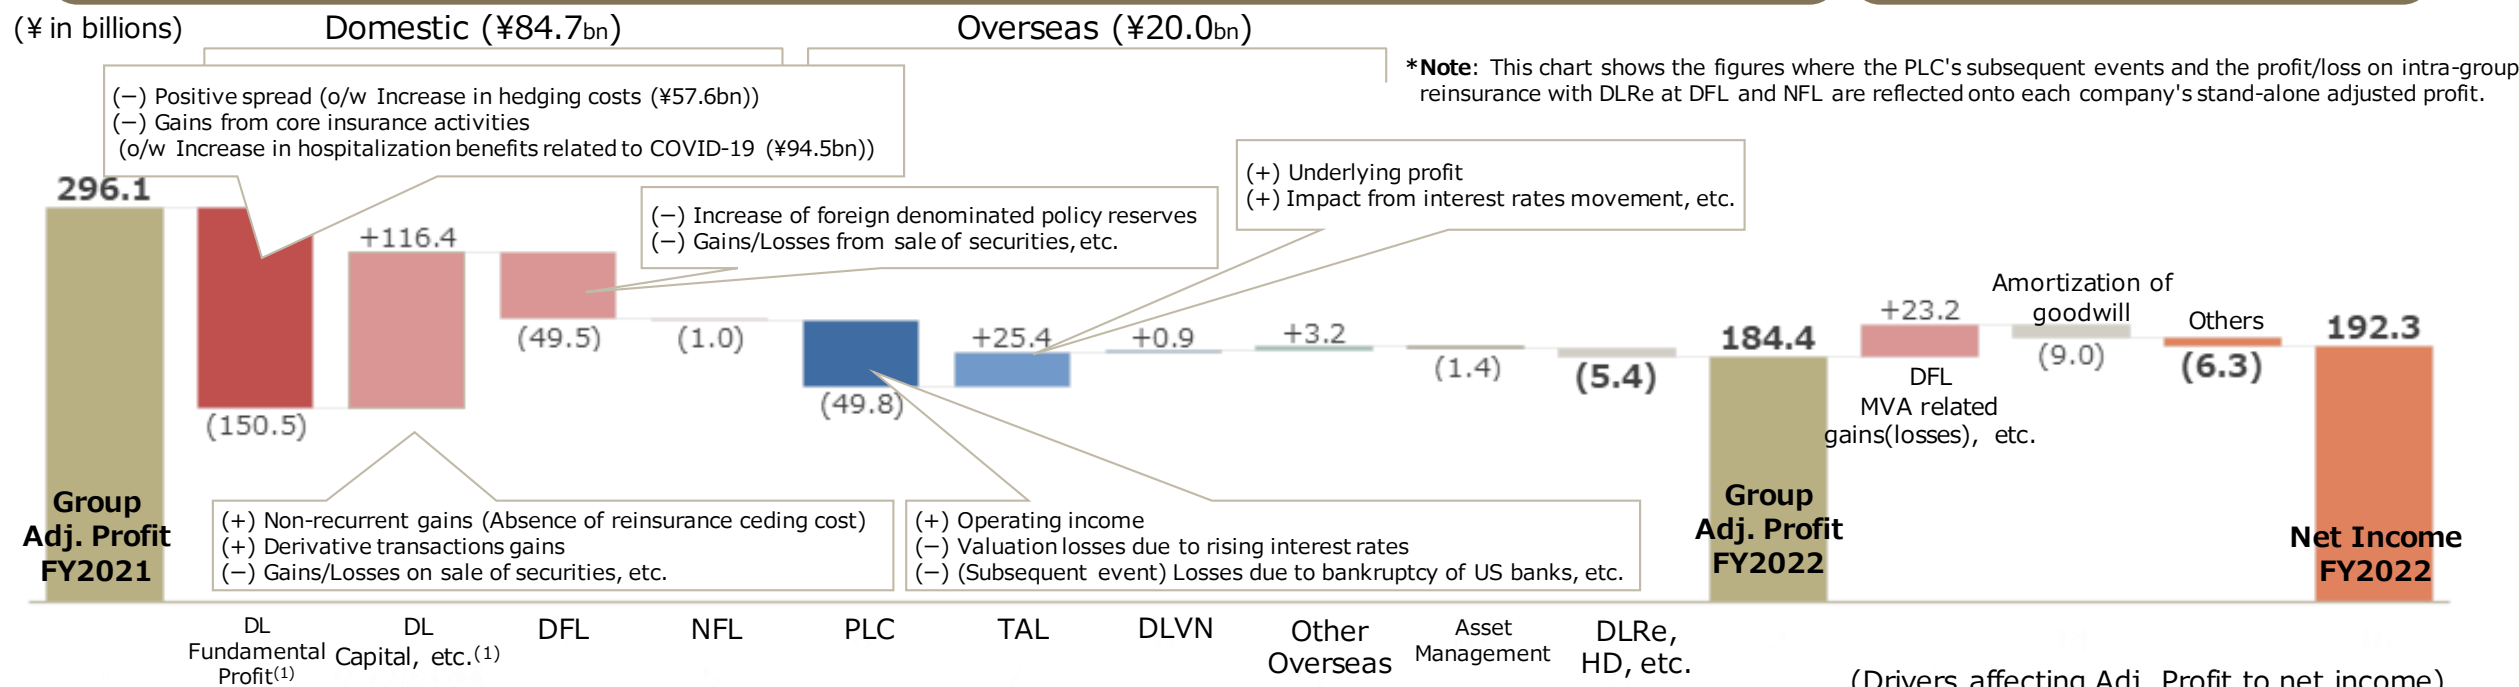 (¥ in billions)
Domestic (¥84.7bn)
Overseas (¥20.0bn)
*Note: This chart shows the figures where the PLC's subsequent events and the profit/loss on intra-group
reinsurance with DLRe at DFL and NFL are reflected onto each company's stand-alone adjusted profit.
(−) Positive spread (o/w Increase in hedging costs (¥57.6bn))
(−) Gains from core insurance activities
(o/w Increase in hospitalization benefits related to COVID-19 (¥94.5bn))
(+) Underlying profit
(+) Impact from interest rates movement, etc.
(−) Increase of foreign denominated policy reserves
(−) Gains/Losses from sale of securities, etc.
296.1
(150.5)
+116.4
(49.5)
(1.0)
(49.8)
+25.4
+0.9
+3.2
(1.4)
(5.4)
184.4
+23.2
DFL
MVA related
gains(losses), etc.
Amortization of
goodwill
(9.0)
Others
(6.3)
192.3
Group
Adj. Profit
FY2021
(+) Non-recurrent gains (Absence of reinsurance ceding cost)
(+) Derivative transactions gains
(−) Gains/Losses on sale of securities, etc.
(+) Operating income
(−) Valuation losses due to rising interest rates
(−) (Subsequent event) Losses due to bankruptcy of US banks, etc.
Group
Adj. Profit
FY2022
Net Income
FY2022
DL
Fundamental
Profit(1)
DL
Capital, etc.(1)
DFL
NFL
PLC
TAL
DLVN
Other
Overseas
Asset
Management
DLRe,
HD, etc.
(Drivers affecting Adj. Profit to net income)